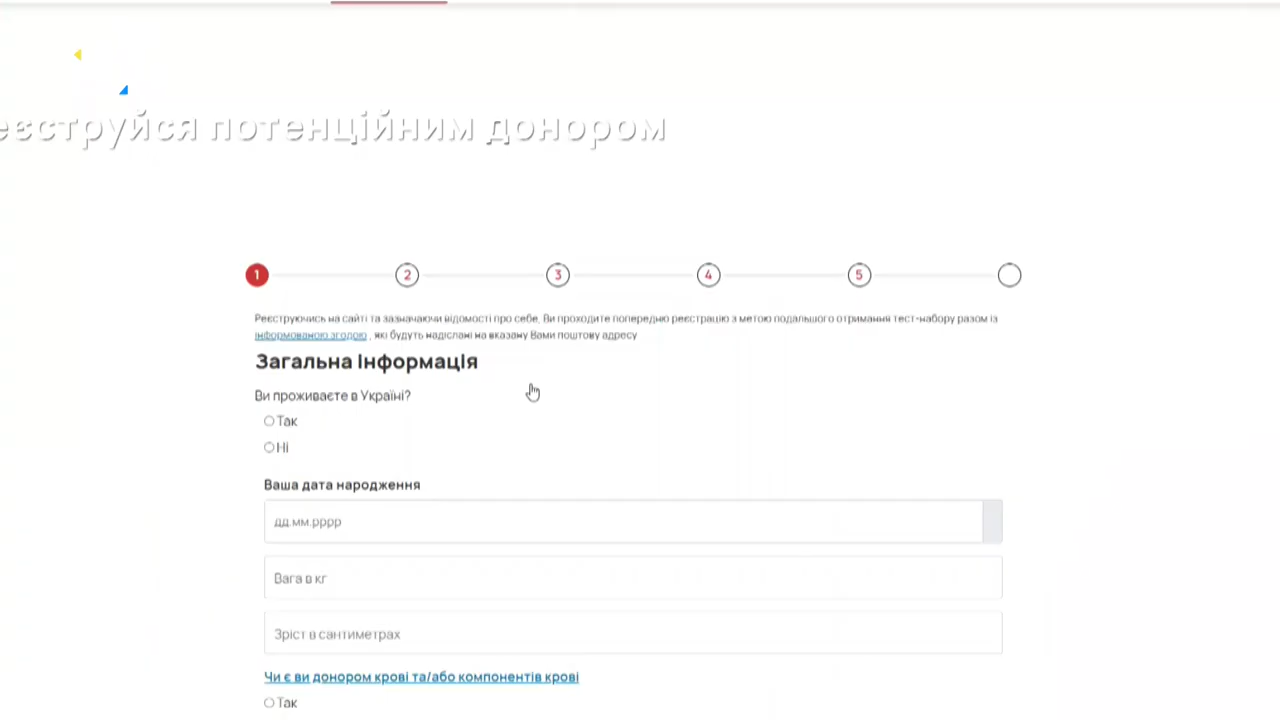 еєструйся потенційним донором
1 2 3 4 5
Реєструючись на сайті та зазначаючи відомості про себе, Ви проходите попередню реєстрацію з метою подальшого отримання тест-набору разом із
інформованою згодою , які будуть надіслані на вказану Вами поштову адресу
Загальна інформація
Ви проживаєте в Україні?
Так
Ні
Ваша дата народження
дд.мм.рррр
Вага в кг
Зріст в сантиметрах
Чи є ви донором крові та/або компонентів крові
Так